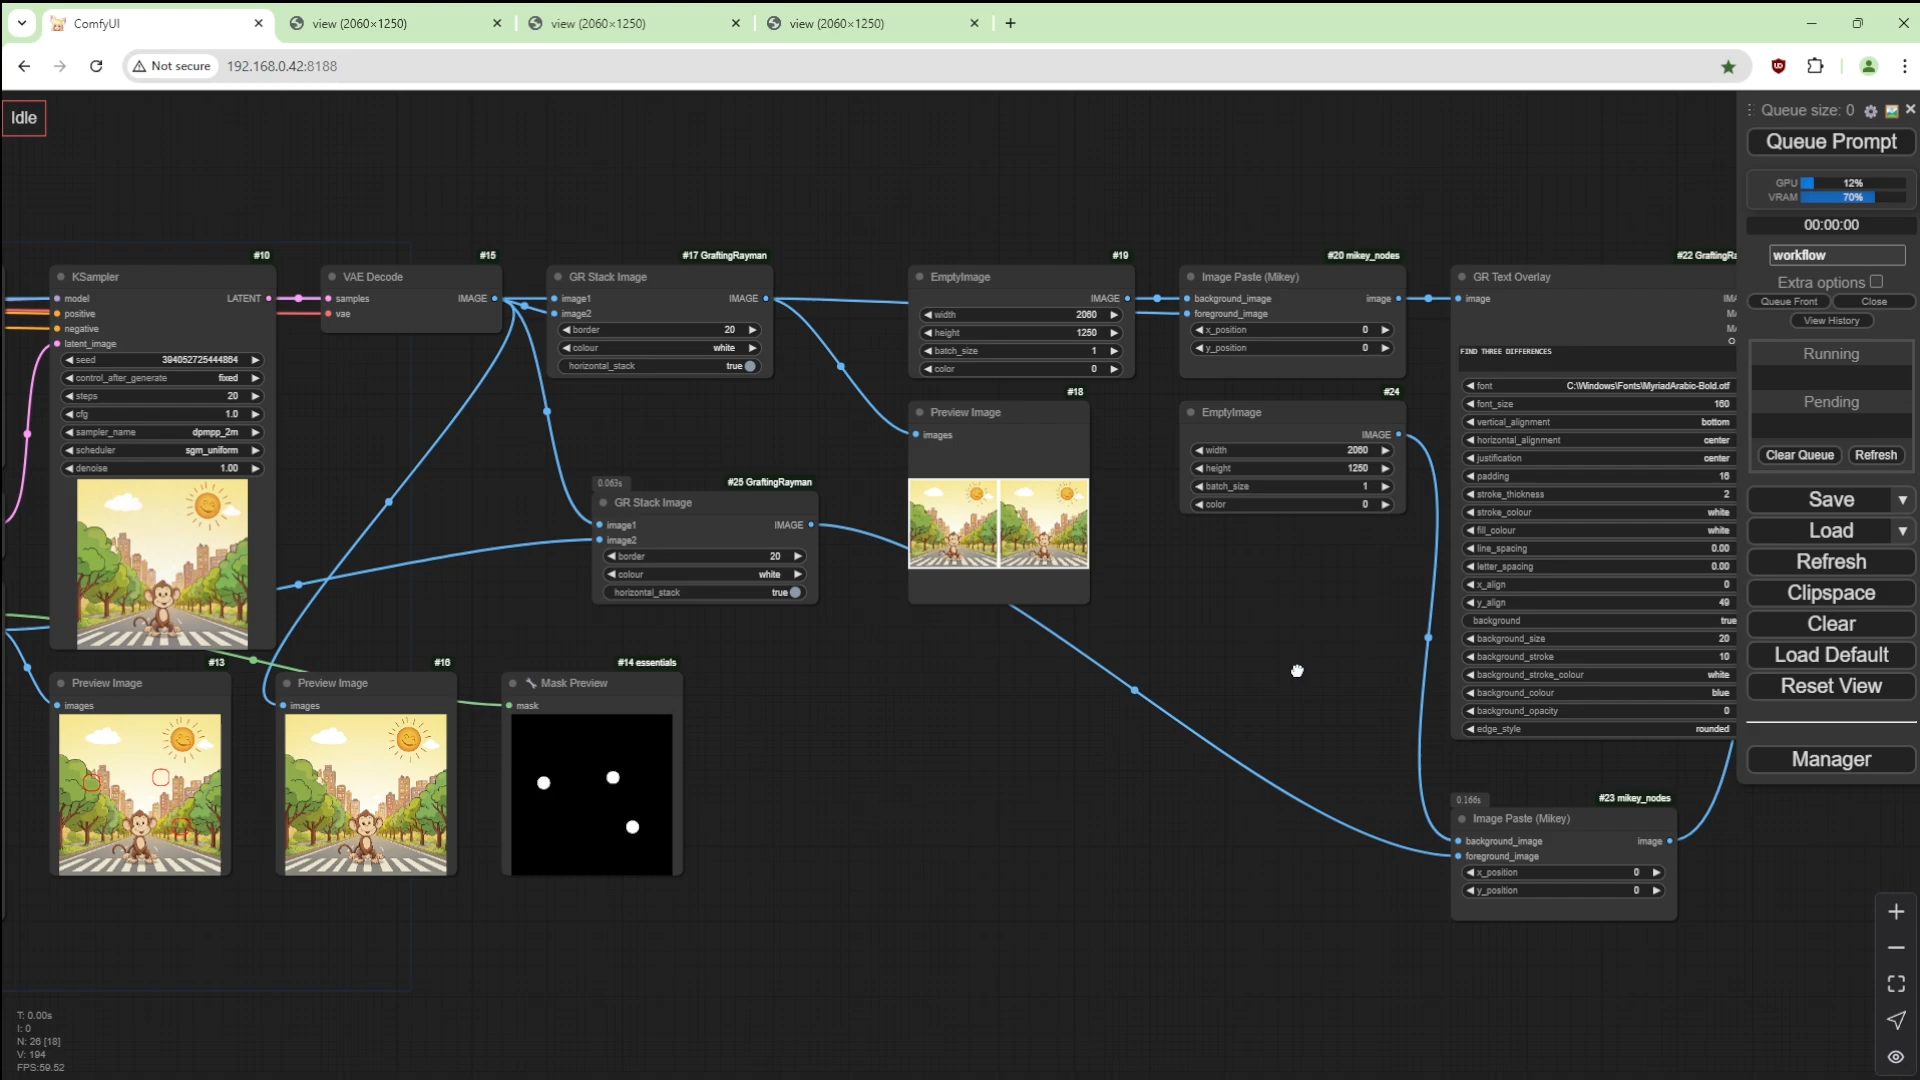 ComfyUI
view (2060×1250)
view (2060×1250)
view (2060×1250)
Not secure
192.168.0.42:8188
Idle
#10
KSampler
model
LATENT
positive
negative
latent_image
seed 394052725444864
control_after_generate fixed
steps 20
cfg 1.0
sampler_name dpmpp_2m
scheduler sgm_uniform
denoise 1.00
#15
VAE Decode
samples
IMAGE
vae
#17 GraftingRayman
GR Stack Image
image1
IMAGE
image2
border 20
colour white
horizontal_stack true
#19
EmptyImage
IMAGE
width 2060
height 1250
batch_size 1
color 0
#20 mikey_nodes
Image Paste (Mikey)
background_image
image
foreground_image
x_position 0
y_position 0
#22 GraftingRa
GR Text Overlay
image
IM
M
M
O
FIND THREE DIFFERENCES
font C:\Windows\Fonts\MyriadArabic-Bold.otf
font_size 160
vertical_alignment bottom
horizontal_alignment center
justification center
padding 16
stroke_thickness 2
stroke_colour white
fill_colour white
line_spacing 0.00
letter_spacing 0.00
x_align 0
y_align 49
background true
background_size 20
background_stroke 10
background_stroke_colour white
background_colour blue
background_opacity 0
edge_style rounded
#18
Preview Image
images
#24
EmptyImage
IMAGE
width 2060
height 1250
batch_size 1
color 0
0.063s
#25 GraftingRayman
GR Stack Image
image1
IMAGE
image2
border 20
colour white
horizontal_stack true
#13
Preview Image
images
#16
Preview Image
images
#14 essentials
Mask Preview
mask
0.166s
#23 mikey_nodes
Image Paste (Mikey)
background_image
image
foreground_image
x_position 0
y_position 0
Queue size: 0
Queue Prompt
GPU 12%
VRAM 70%
00:00:00
workflow
Extra options
Queue Front
Close
View History
Running
Pending
Clear Queue
Refresh
Save
Load
Refresh
Clipspace
Clear
Load Default
Reset View
Manager
T: 0.00s
I: 0
N: 26 [18]
V: 194
FPS:59.52